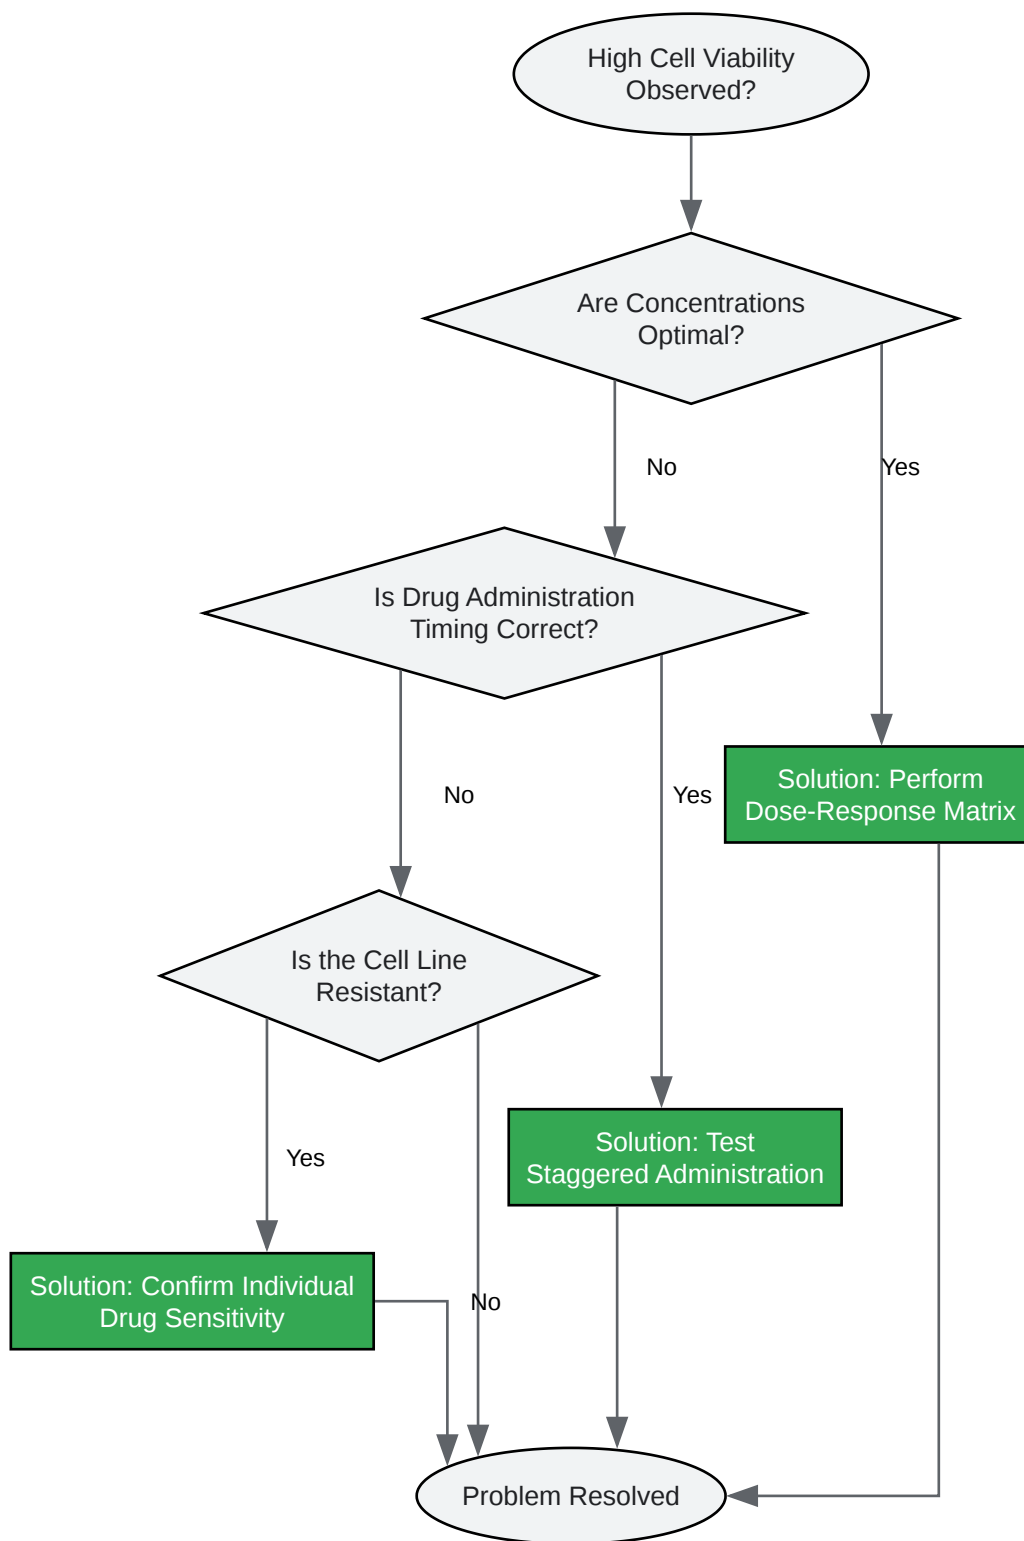 High Cell Viability
Observed?
Are Concentrations
Optimal?
No
Yes
Is Drug Administration
Timing Correct?
No
Yes
Solution: Perform
Dose-Response Matrix
Is the Cell Line
Resistant?
Yes
Solution: Test
Staggered Administration
Solution: Confirm Individual
Drug Sensitivity
No
Problem Resolved